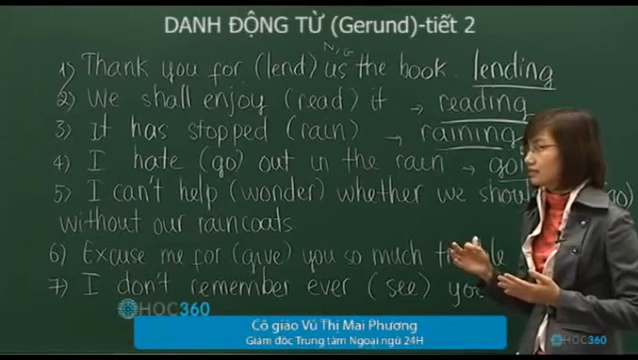 DANH ĐỘNG TỪ (Gerund)-tiết 2
N, G
1) Thank you for (lend) us the book. lending
2) We shall enjoy (read) it → reading
3) It has stopped (rain) → raining
4) I hate (go) out in the rain →
5) I can't help (wonder) whether we go)
without our raincoats
6) Excuse me for (give) you so much
7) I don't remember ever (see)
HOC360
Cô giáo Vũ Thị Mai Phương
Giám đốc Trung tâm Ngoại ngữ 24H
HOC360